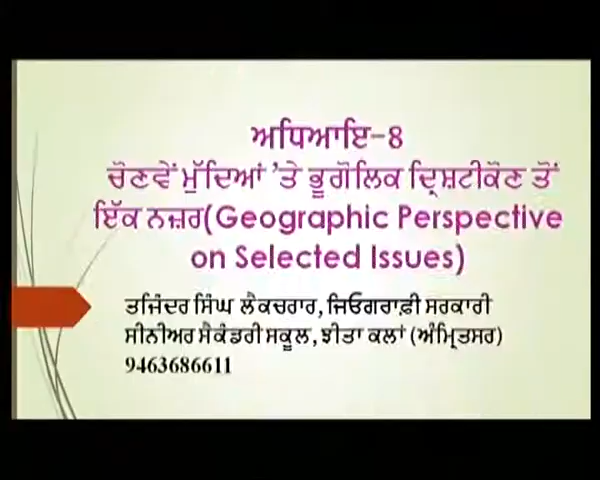 ਅਧਿਆਇ-8
ਚੋਣਵੇਂ ਮੁੱਦਿਆਂ 'ਤੇ ਭੂਗੋਲਿਕ ਦ੍ਰਿਸ਼ਟੀਕੋਣ ਤੋਂ
ਇੱਕ ਨਜ਼ਰ(Geographic Perspective
on Selected Issues)
ਤਜਿੰਦਰ ਸਿੰਘ ਲੈਕਚਰਾਰ, ਜਿਓਗਰਾਫ਼ੀ ਸਰਕਾਰੀ
ਸੀਨੀਅਰ ਸੈਕੰਡਰੀ ਸਕੂਲ, ਝੀਤਾ ਕਲਾਂ (ਅੰਮ੍ਰਿਤਸਰ)
9463686611